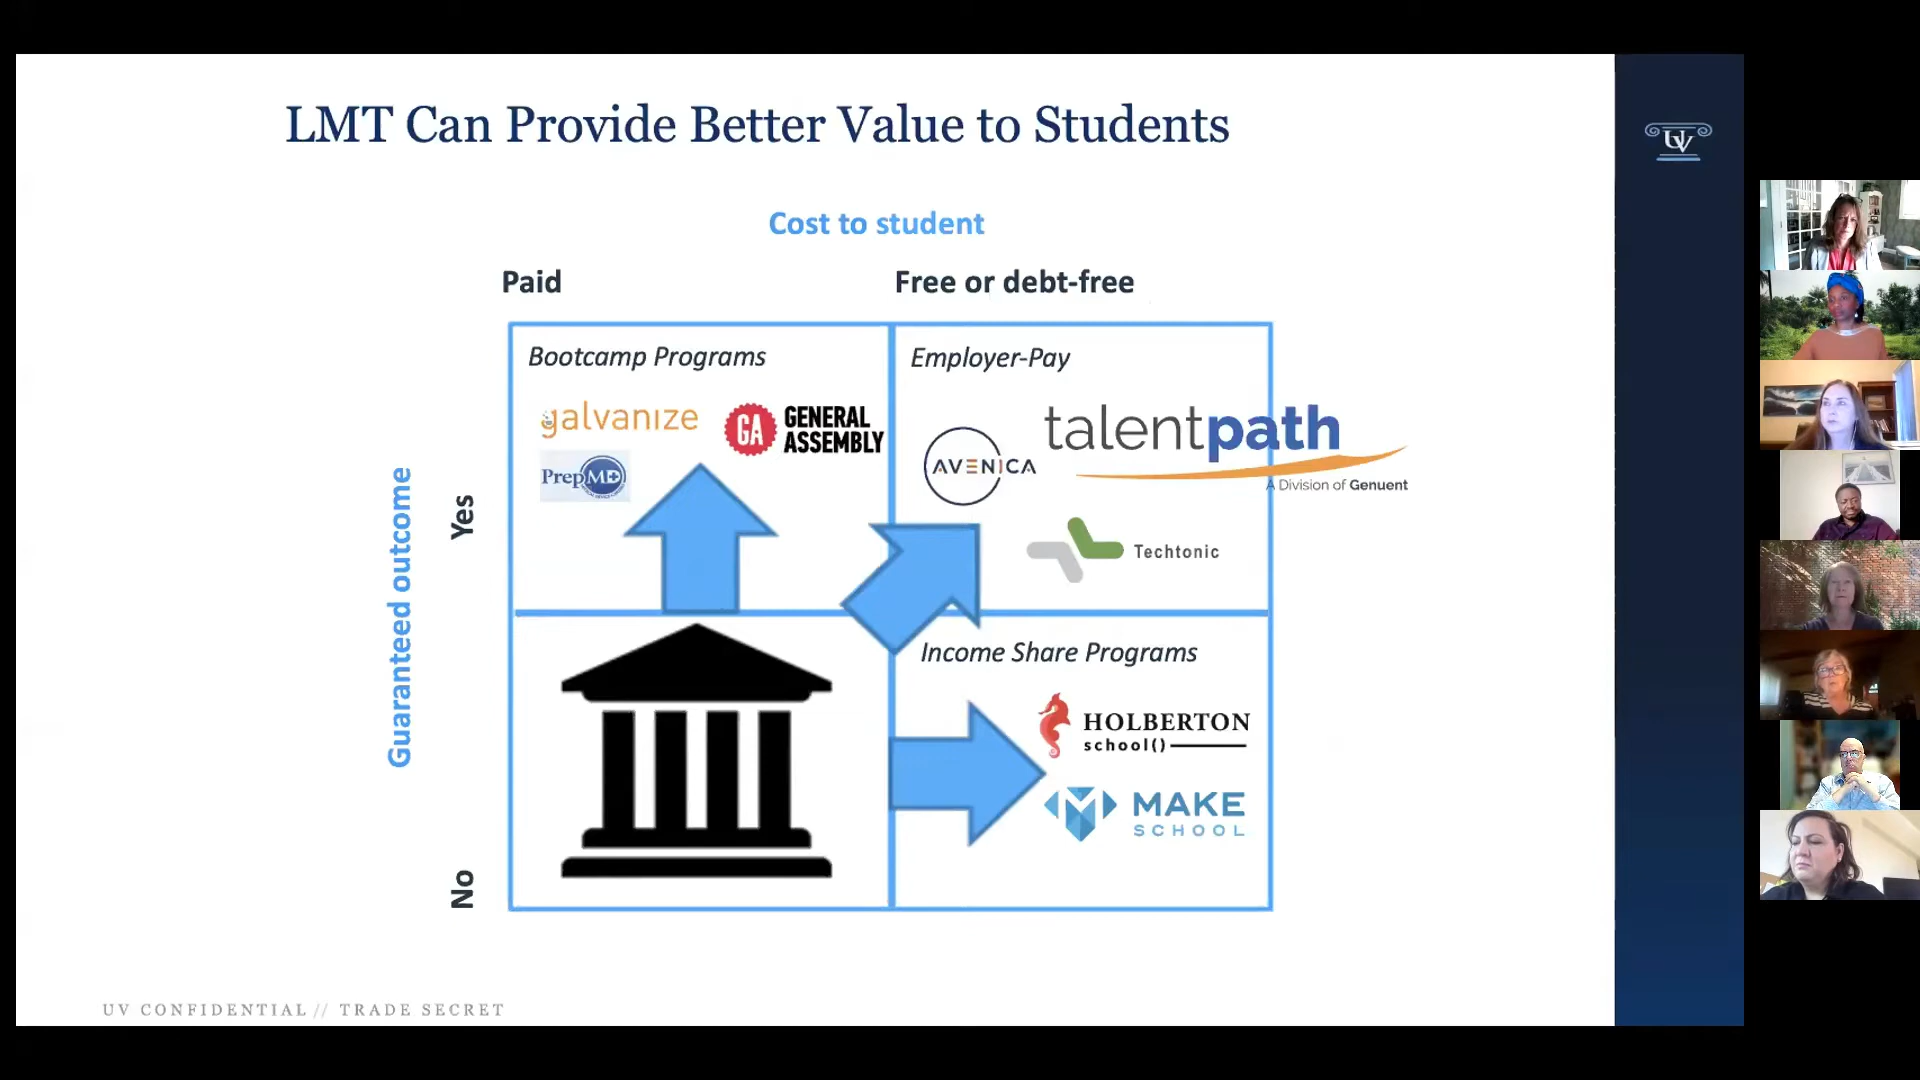 LMT Can Provide Better Value to Students
UV
Cost to student
Paid
Free or debt-free
Guaranteed outcome
Yes
No
Bootcamp Programs
galvanize
GA GENERAL ASSEMBLY
PrepMD
Employer-Pay
AVENICA
talentpath
A Division of Genuent
Techtonic
Income Share Programs
HOLBERTON
school()
MAKE
SCHOOL
UV CONFIDENTIAL // TRADE SECRET